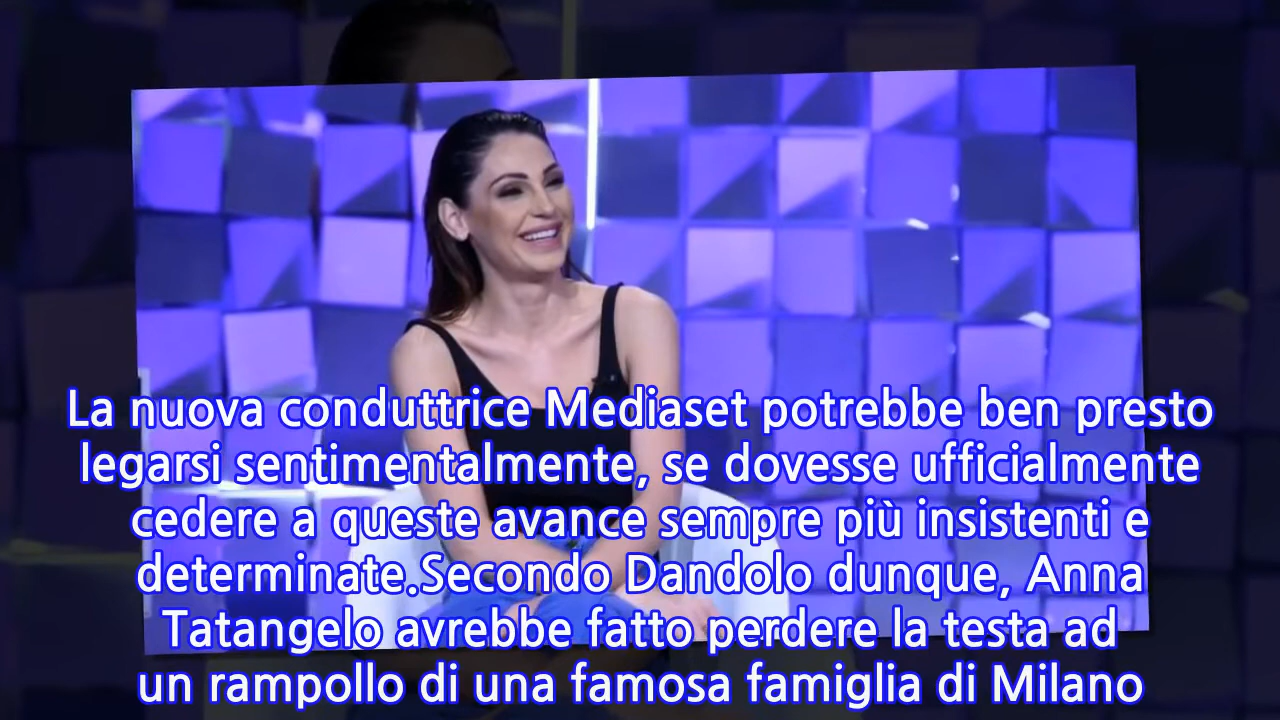 La nuova conduttrice Mediaset potrebbe ben presto
legarsi sentimentalmente, se dovesse ufficialmente
cedere a queste avance sempre più insistenti e
determinate.Secondo Dandolo dunque, Anna
Tatangelo avrebbe fatto perdere la testa ad
un rampollo di una famosa famiglia di Milano